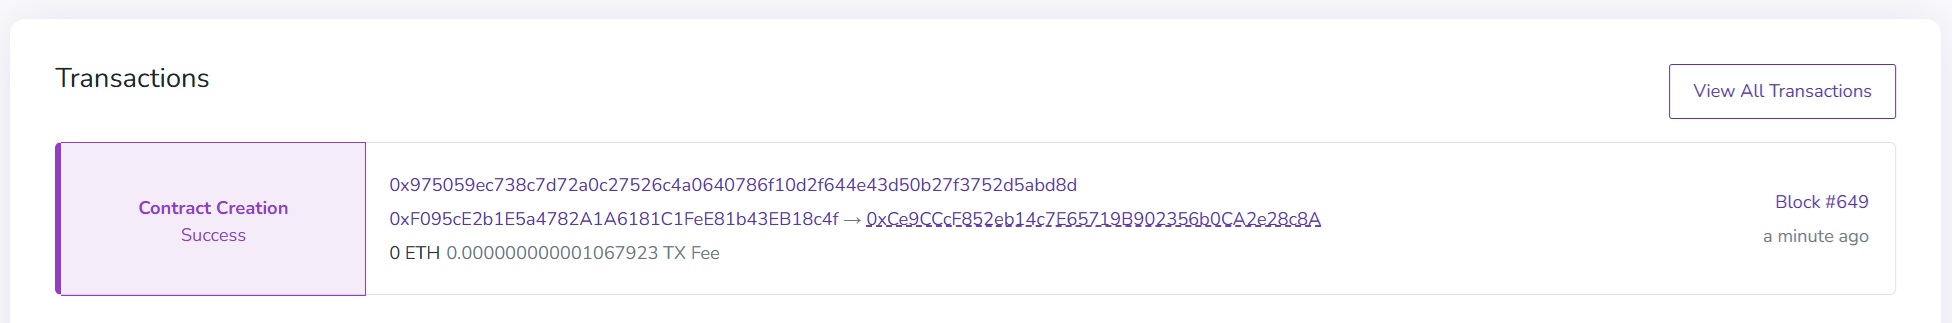 Transactions
View All Transactions
Contract Creation
Success
0x975059ec738c7d72a0c27526c4a0640786f10d2f644e43d50b27f3752d5abd8d
0xF095cE2b1E5a4782A1A6181C1FeE81b43EB18c4f → 0xCe9CCcF852eb14c7E65719B902356b0CA2e28c8A
0 ETH 0.000000000001067923 TX Fee
Block #649
a minute ago